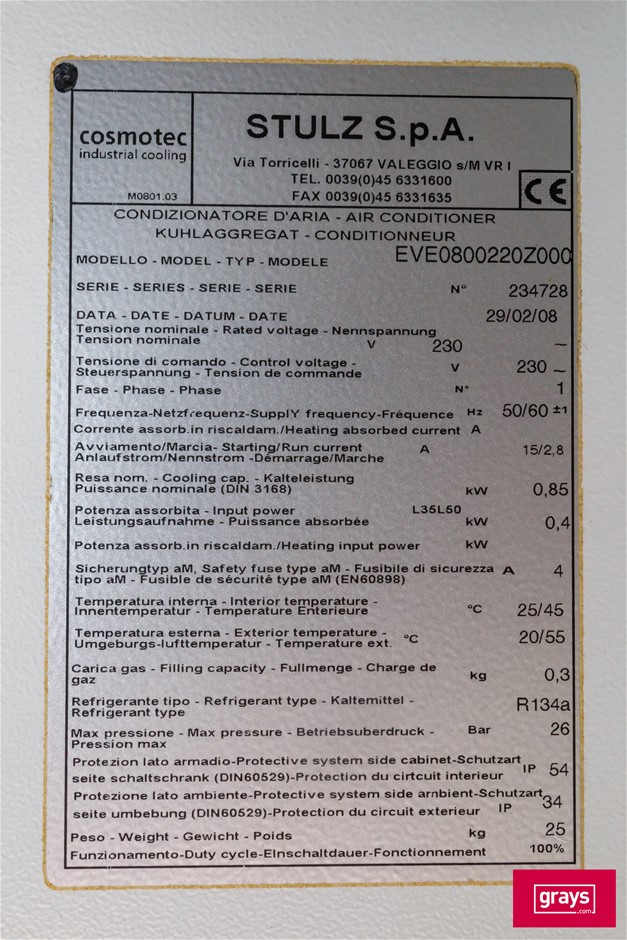 cosmotec
industrial cooling
M0801.03
STULZ S.p.A.
Via Torricelli - 37067 VALEGGIO s/M VR I
TEL. 0039(0)45 6331600
FAX 0039(0)45 6331635
CE
CONDIZIONATORE D'ARIA - AIR CONDITIONER
KUHLAGGREGAT - CONDITIONNEUR
MODELLO - MODEL - TYP - MODELE EVE0800220Z000
SERIE - SERIES - SERIE - SERIE N° 234728
DATA - DATE - DATUM - DATE 29/02/08
Tensione nominale - Rated voltage - Nennspannung
Tension nominale V 230 ~
Tensione di comando - Control voltage -
Steuerspannung - Tension de commande V 230 ~
Fase - Phase - Phase N° 1
Frequenza-Netzfrequenz-SupplY frequency-Fréquence Hz 50/60 ±1
Corrente assorb.in riscaldam./Heating absorbed current A
Avviamento/Marcia- Starting/Run current A 15/2,8
Anlaufstrom/Nennstrom -Démarrage/Marche
Resa nom. - Cooling cap. - Kalteleistung
Puissance nominale (DIN 3168) kW 0,85
Potenza assorbita - Input power L35L50
Leistungsaufnahme - Puissance absorbée kW 0,4
Potenza assorb.in riscaldam./Heating input power kW
Sicherungtyp aM, Safety fuse type aM - Fusibile di sicurezza A 4
tipo aM - Fusible de sécurité type aM (EN60898)
Temperatura interna - Interior temperature -
Innentemperatur - Temperature Enterieure °C 25/45
Temperatura esterna - Exterior temperature -
Umgeburgs-lufttemperatur - Temperature ext. °C 20/55
Carica gas - Filling capacity - Fullmenge - Charge de
gaz kg 0,3
Refrigerante tipo - Refrigerant type - Kaltemittel -
Refrigerant type R134a
Max pressione - Max pressure - Betriebsuberdruck - Bar 26
Pression max
Protezion lato armadio-Protective system side cabinet-Schutzart
seite schaltschrank (DIN60529)-Protection du cirtcuit interieur IP 54
Protezione lato ambiente-Protective system side arnbient-Schutzart
seite umbebung (DIN60529)-Protection du circuit exterieur IP 34
Peso - Weight - Gewicht - Poids kg 25
Funzionamento-Duty cycle-EInschaltdauer-Fonctionnement 100%
grays
.com